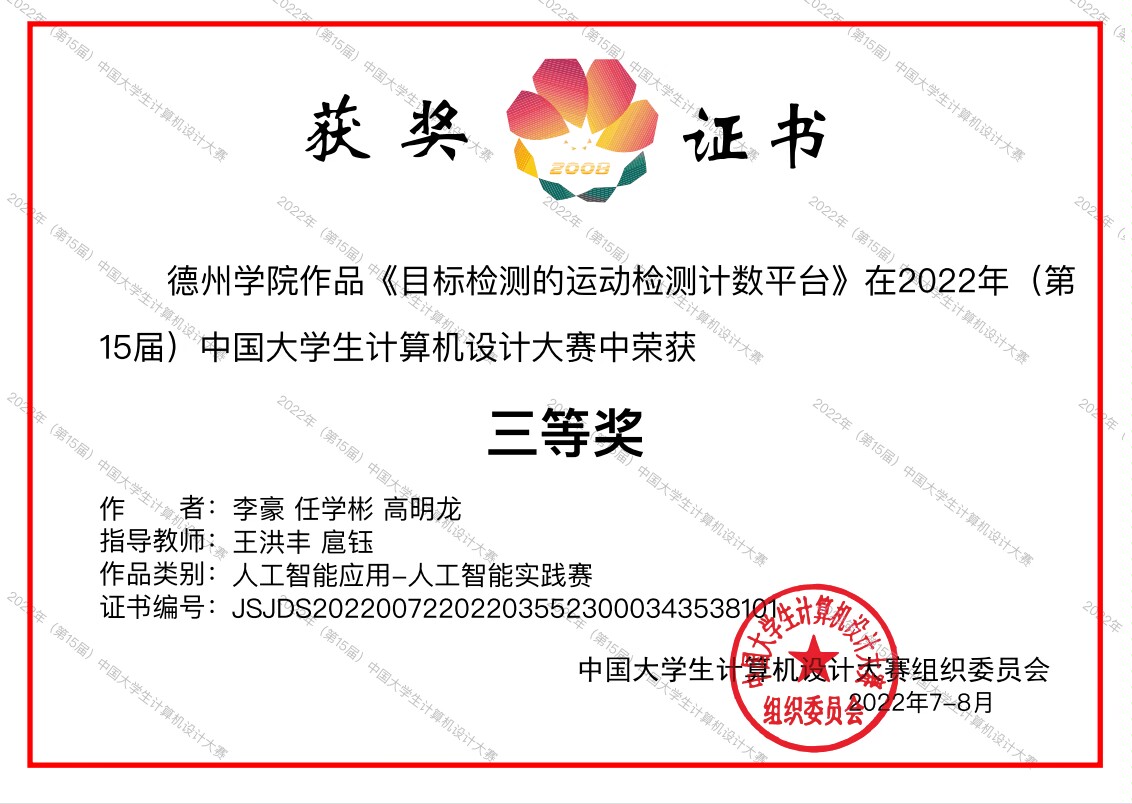 获奖证书
2008
德州学院作品《目标检测的运动检测计数平台》在2022年（第
15届）中国大学生计算机设计大赛中荣获
三等奖
作 者：李豪 任学彬 高明龙
指导教师：王洪丰 扈钰
作品类别：人工智能应用-人工智能实践赛
证书编号：JSJDS20220072202203552300034353810​1
中国大学生计算机设计大赛组织委员会
2022年7-8月
中国大学生计算机设计大赛
组织委员会
2022年（第15届）中国大学生计算机设计大赛